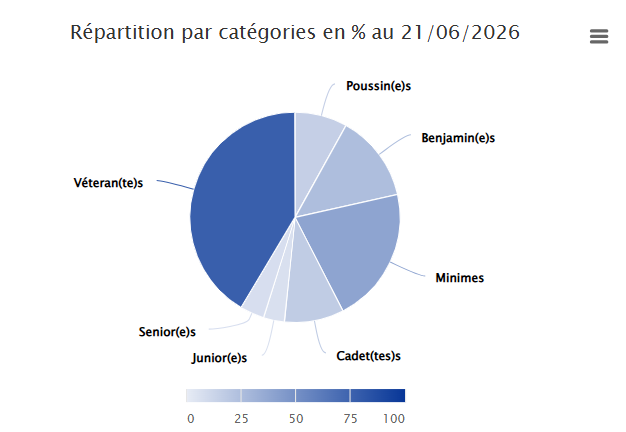 Répartition par catégories en % au 21/06/2026
Poussin(e)s
Benjamin(e)s
Véteran(te)s
Minimes
Senior(e)s
Junior(e)s
Cadet(tes)s
0 25 50 75 100